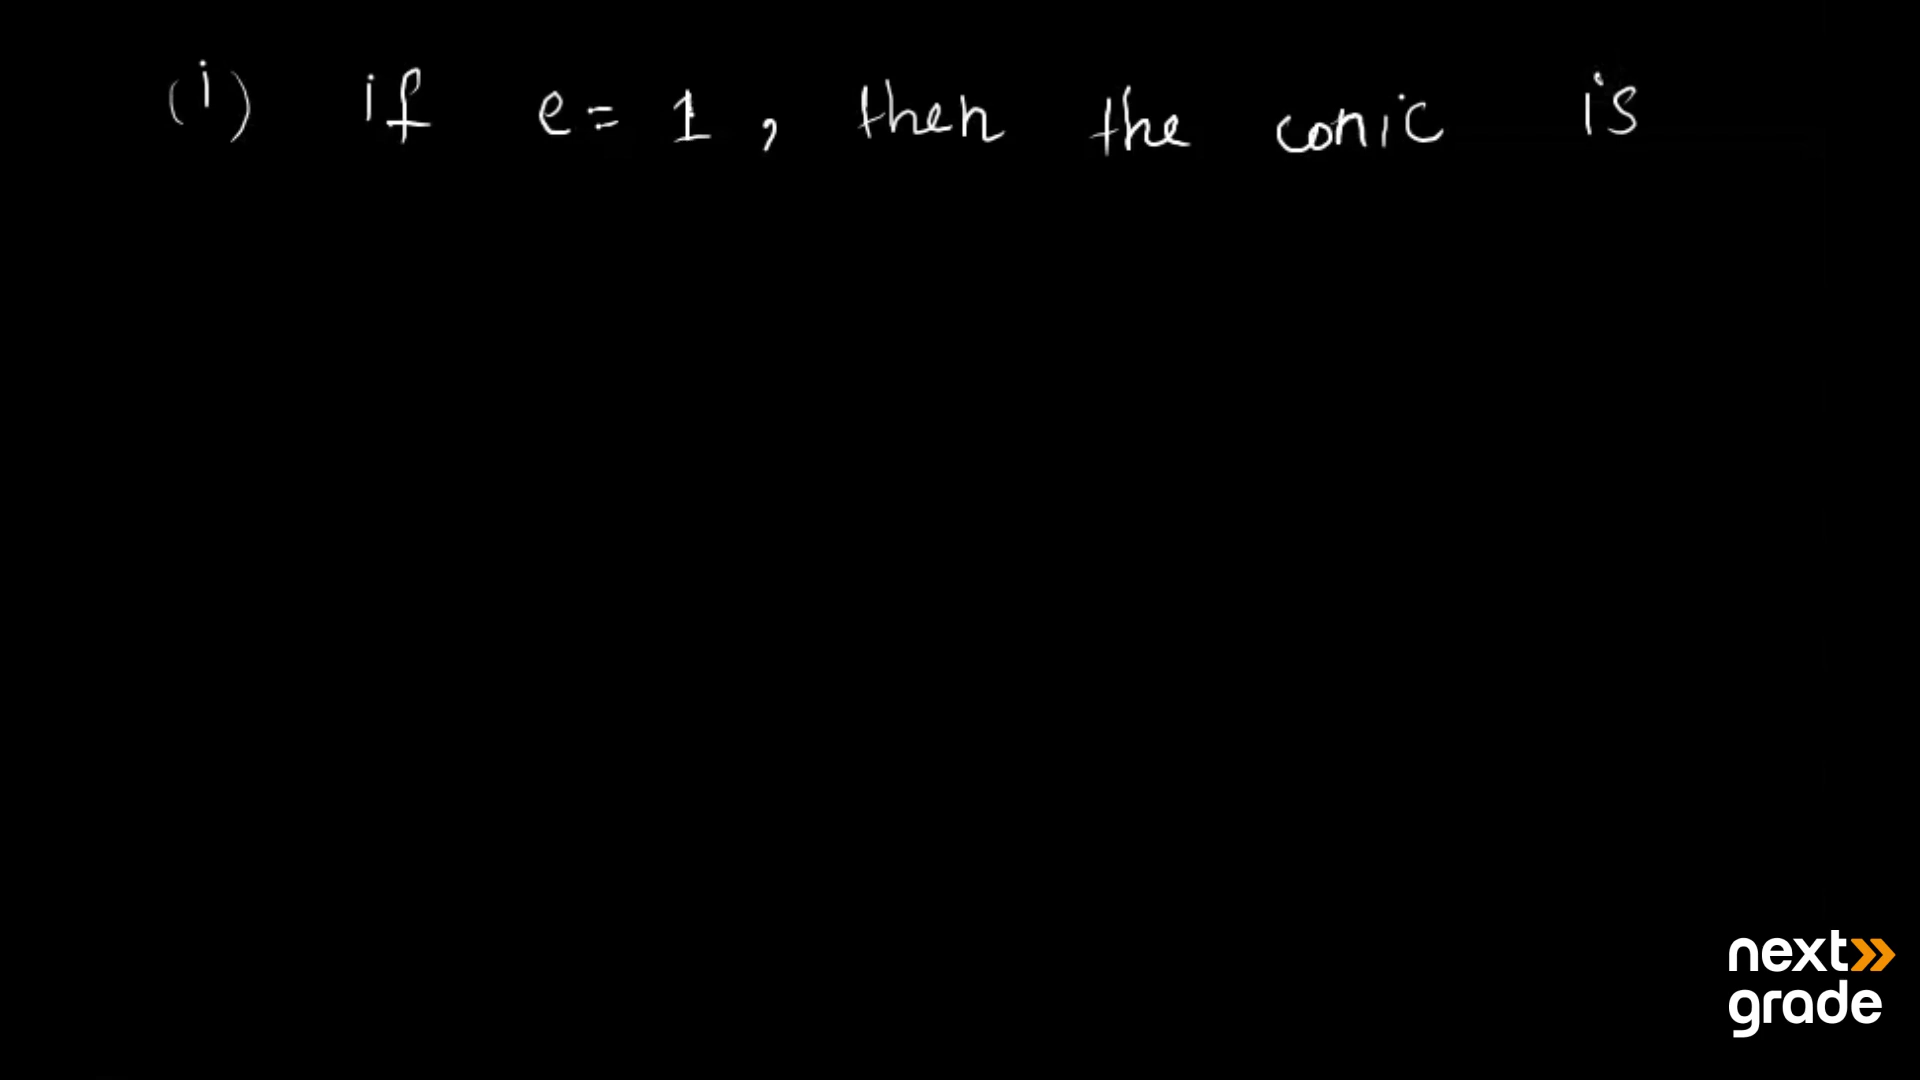 (i) if e = 1 , then the conic is
next
grade